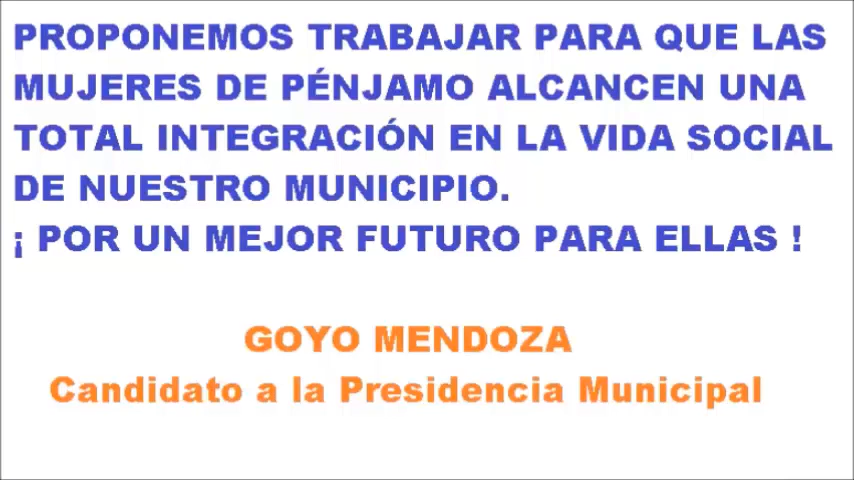 PROPONEMOS TRABAJAR PARA QUE LAS
MUJERES DE PÉNJAMO ALCANCEN UNA
TOTAL INTEGRACIÓN EN LA VIDA SOCIAL
DE NUESTRO MUNICIPIO.
¡ POR UN MEJOR FUTURO PARA ELLAS !
GOYO MENDOZA
Candidato a la Presidencia Municipal